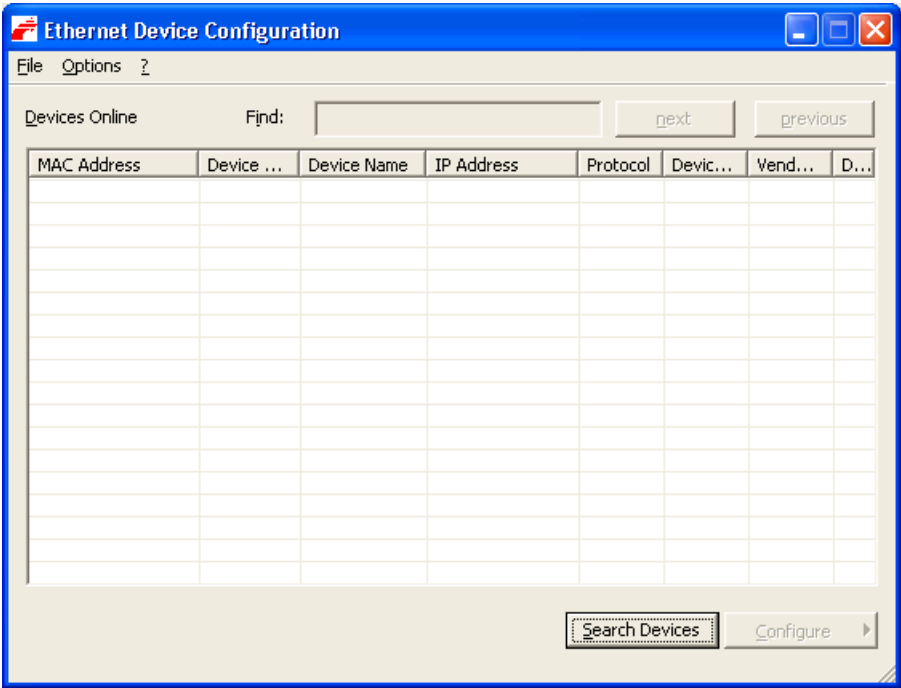 Ethernet Device Configuration
File Options ?
Devices Online Find: next previous
MAC Address Device ... Device Name IP Address Protocol Devic... Vend... D...
Search Devices Configure